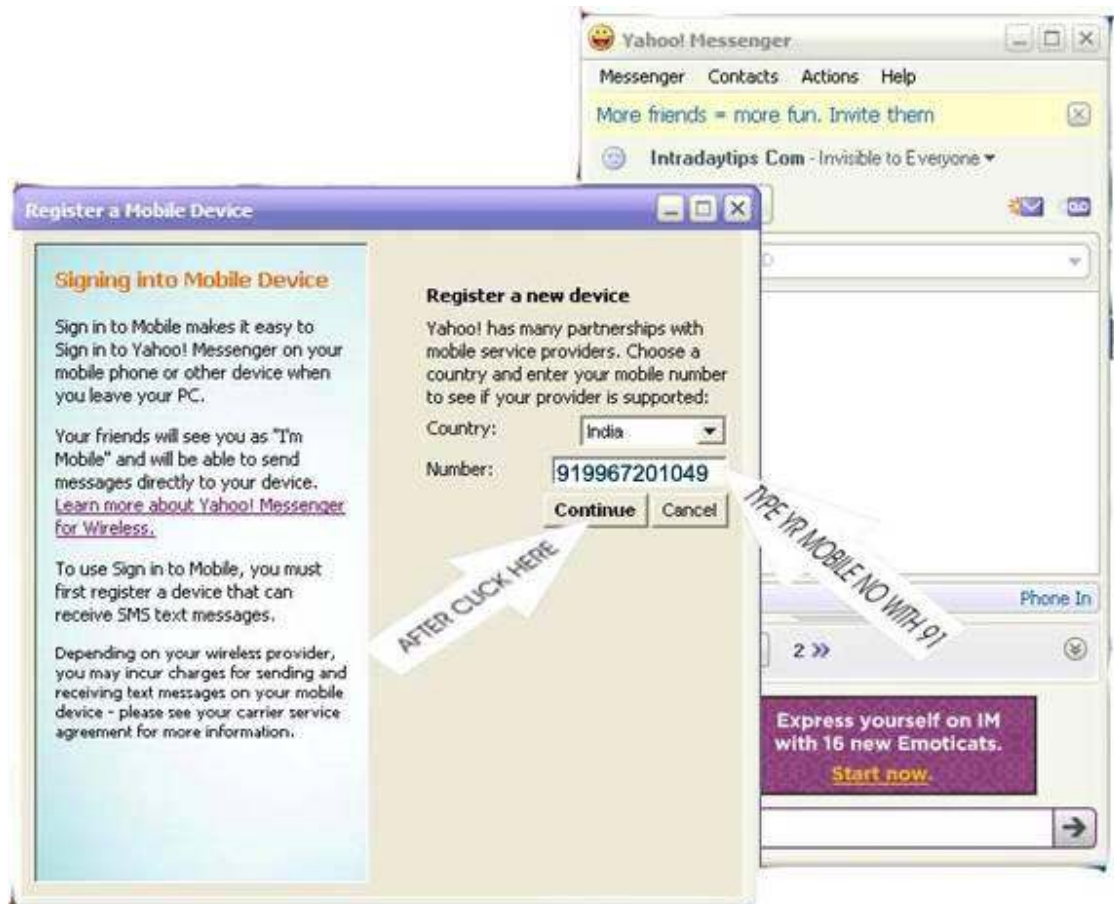 Yahoo! Messenger
Messenger Contacts Actions Help
More friends = more fun. Invite them
Intradaytips Com - Invisible to Everyone
Register a Mobile Device
Signing into Mobile Device
Sign in to Mobile makes it easy to
Sign in to Yahoo! Messenger on your
mobile phone or other device when
you leave your PC.
Your friends will see you as "I'm
Mobile" and will be able to send
messages directly to your device.
Learn more about Yahoo! Messenger
for Wireless.
To use Sign in to Mobile, you must
first register a device that can
receive SMS text messages.
Depending on your wireless provider,
you may incur charges for sending and
receiving text messages on your mobile
device - please see your carrier service
agreement for more information.
Register a new device
Yahoo! has many partnerships with
mobile service providers. Choose a
country and enter your mobile number
to see if your provider is supported:
Country: India
Number: 919967201049
Continue Cancel
AFTER CLICK HERE
TYPE YR MOBILE NO WITH 91
Phone In
2 »
Express yourself on IM
with 16 new Emoticats.
Start now.